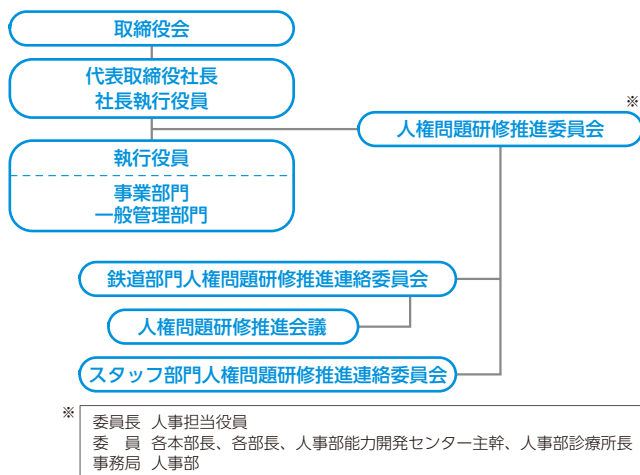 取締役会
代表取締役社長
社長執行役員
※
人権問題研修推進委員会
執行役員
事業部門
一般管理部門
鉄道部門人権問題研修推進連絡委員会
人権問題研修推進会議
スタッフ部門人権問題研修推進連絡委員会
※
委員長 人事担当役員
委　員 各本部長、各部長、人事部能力開発センター主幹、人事部診療所長
事務局 人事部